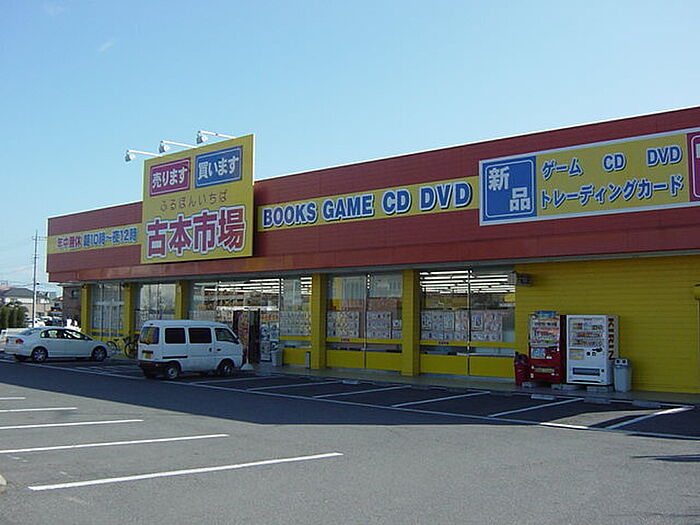 売ります 買います
ふるほんいちば
古本市場
年中無休 朝10時〜夜12時
BOOKS GAME CD DVD
新品
ゲーム CD DVD
トレーディングカード